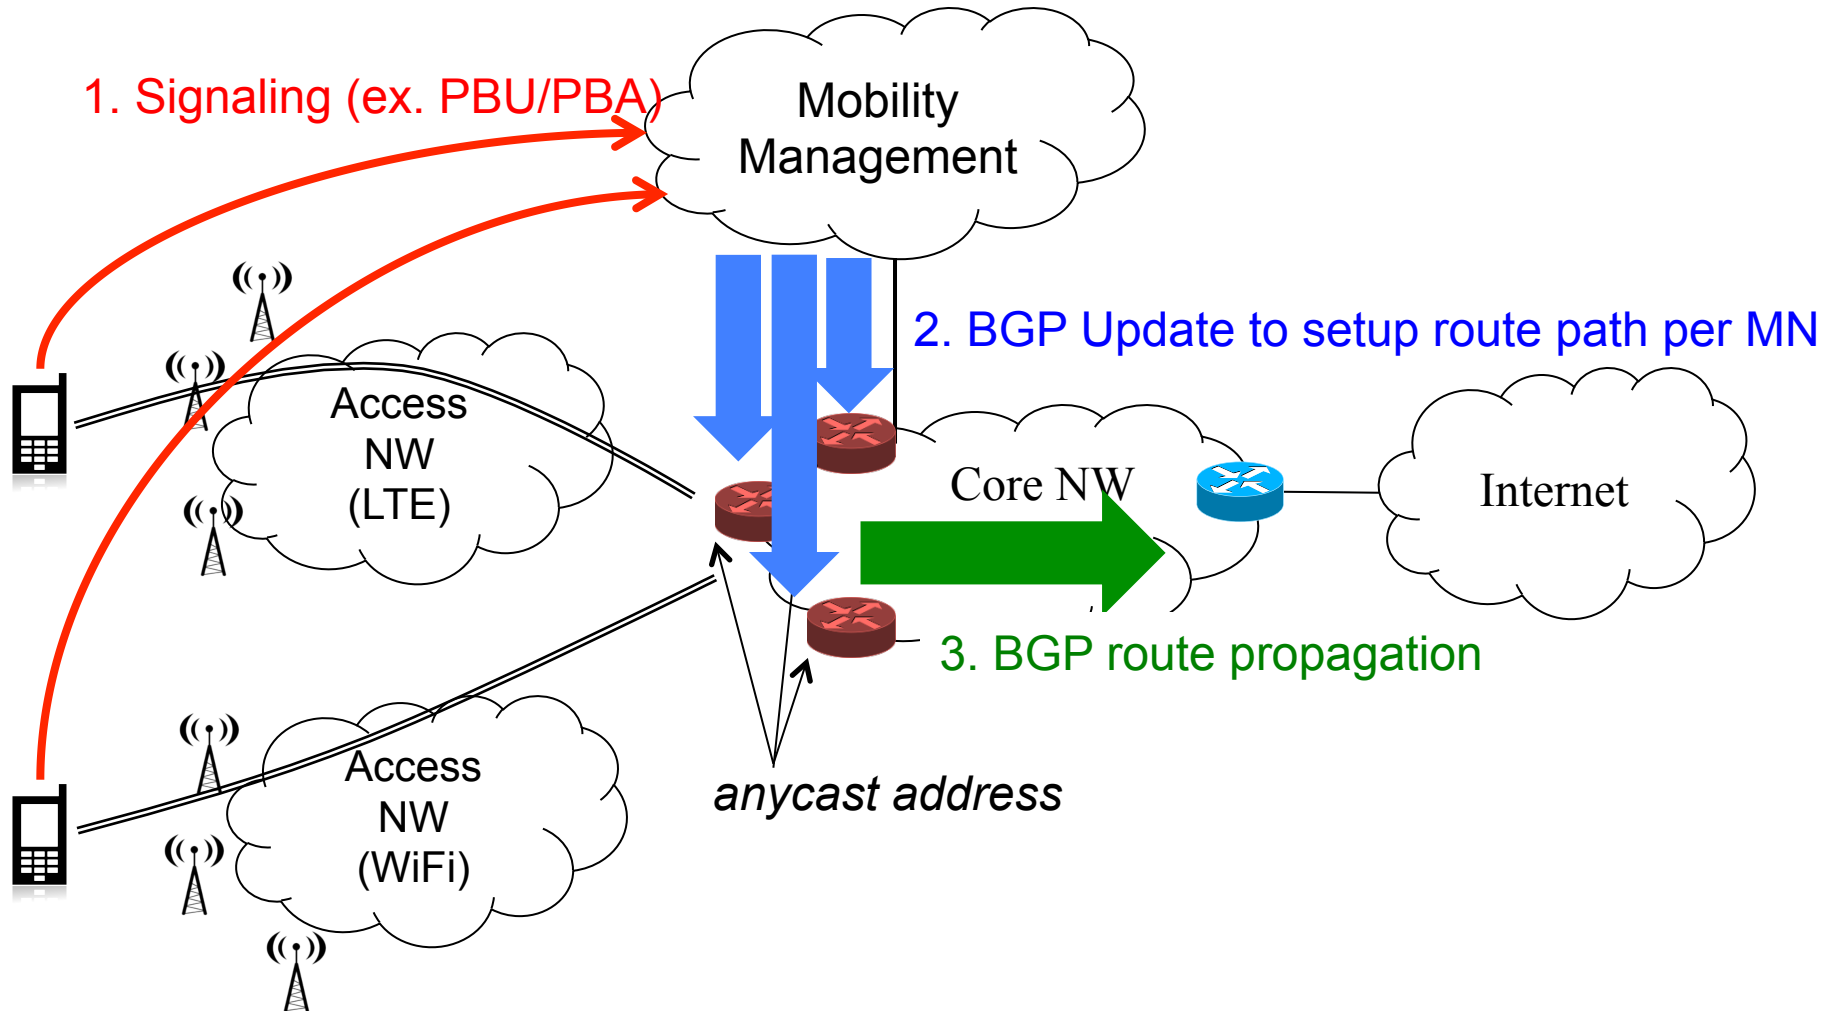 1. Signaling (ex. PBU/PBA)
Mobility
Management
2. BGP Update to setup route path per MN
Access
NW
(LTE)
Core NW
Internet
3. BGP route propagation
Access
NW
(WiFi)
anycast address